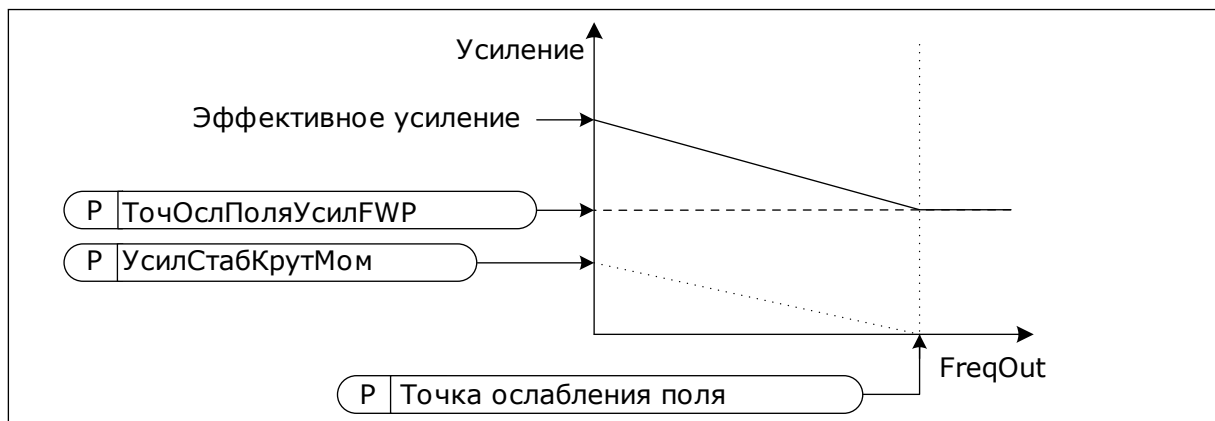 Усиление
Эффективное усиление
P ТочОслПоляУсилFWP
P УсилСтабКрутМом
FreqOut
P Точка ослабления поля